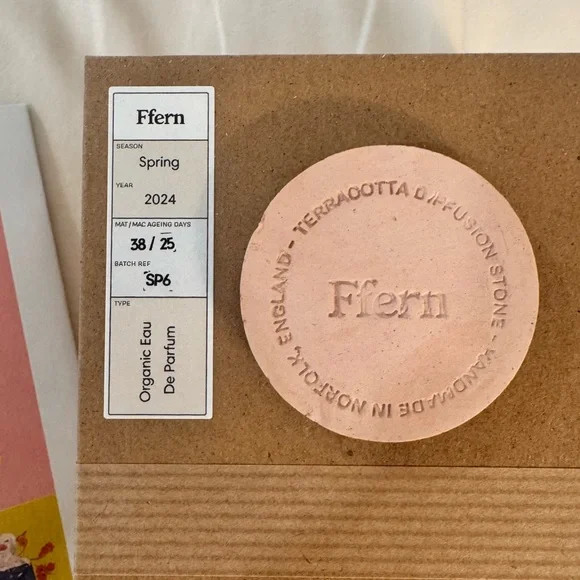 Ffern
SEASON
Spring
YEAR
2024
MAT/MAC AGEING DAYS
38 / 25
BATCH REF
SP6
TYPE
Organic Eau
De Parfum
TERRACOTTA DIFFUSION STONE - HANDMADE IN NORFOLK, ENGLAND -
Ffern